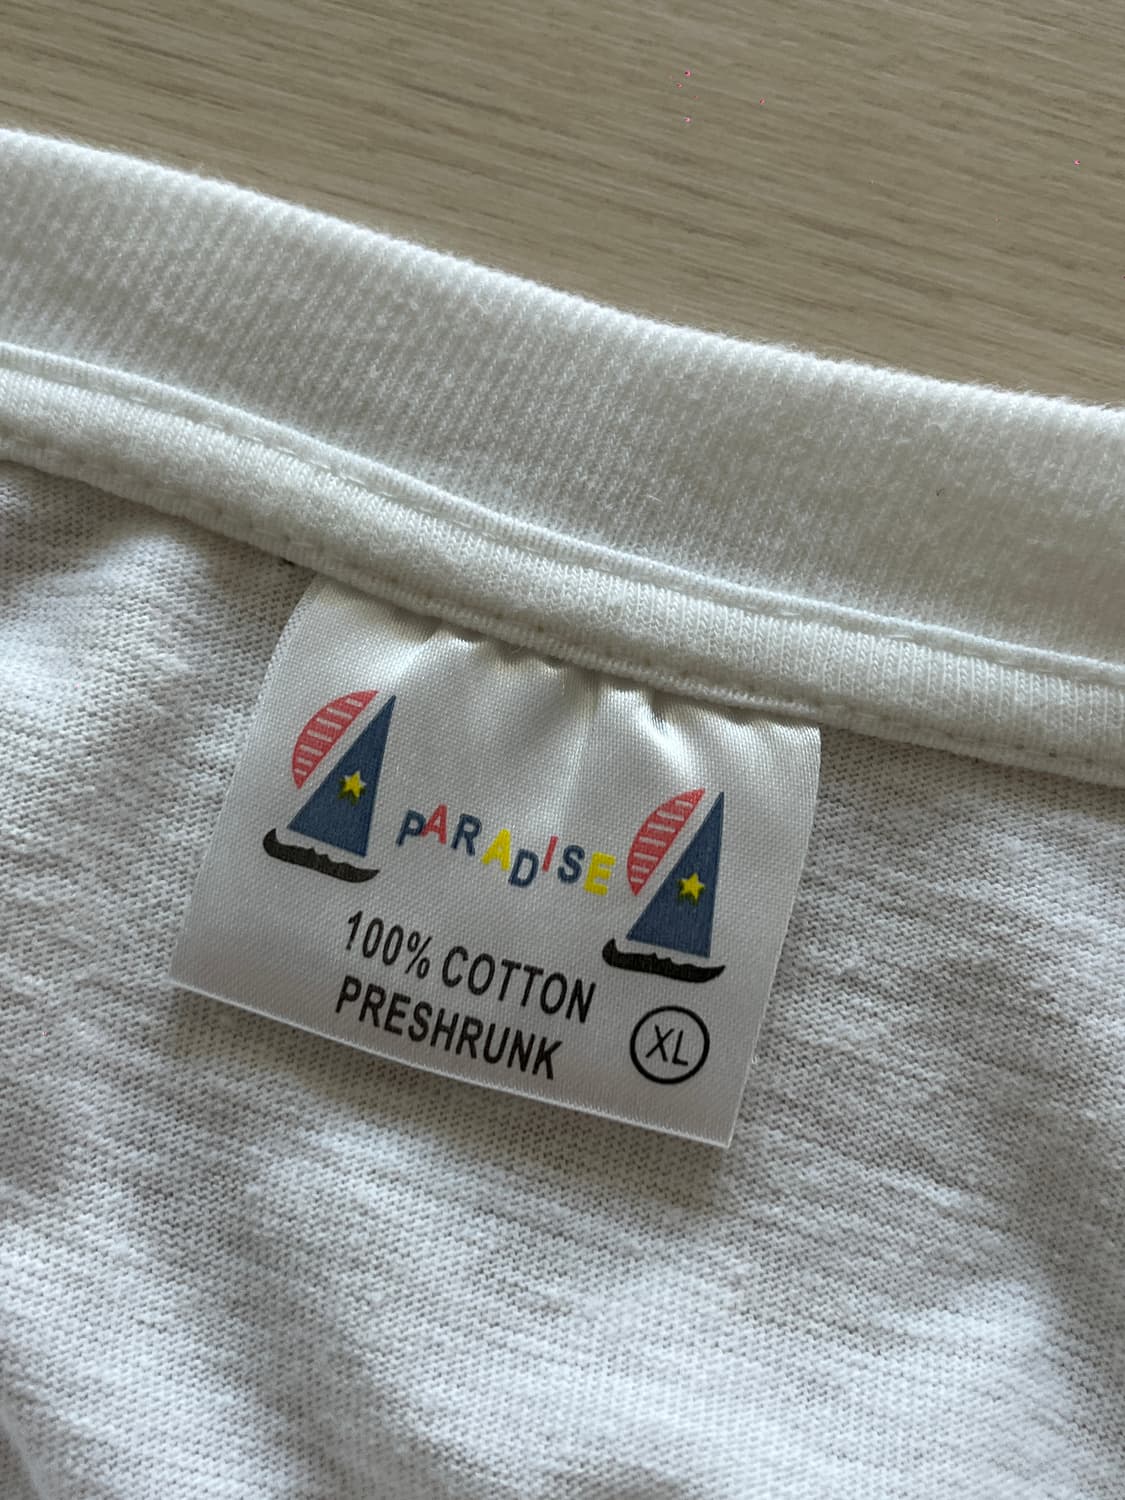 PARADISE
100% COTTON
PRESHRUNK
XL